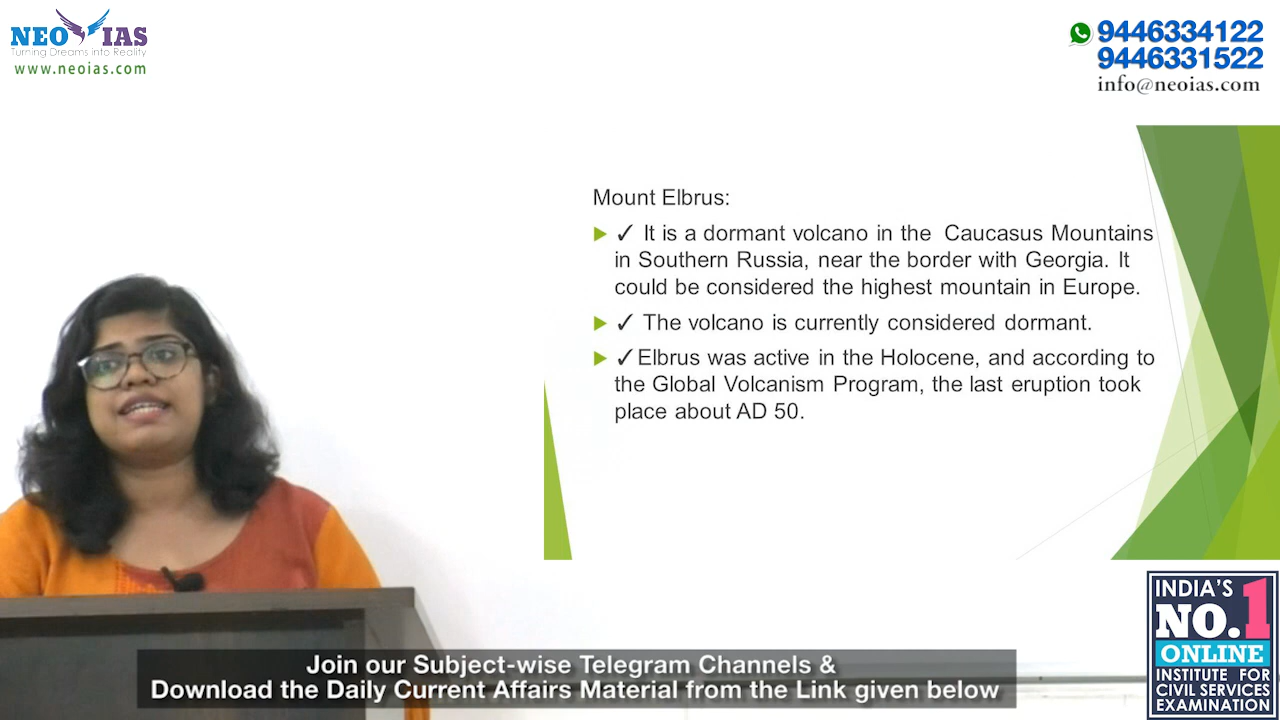 NEO IAS
Turning Dreams into Reality
www.neoias.com
9446334122
9446331522
info@neoias.com
Mount Elbrus:
✓ It is a dormant volcano in the Caucasus Mountains
in Southern Russia, near the border with Georgia. It
could be considered the highest mountain in Europe.
✓ The volcano is currently considered dormant.
✓Elbrus was active in the Holocene, and according to
the Global Volcanism Program, the last eruption took
place about AD 50.
Join our Subject-wise Telegram Channels &
Download the Daily Current Affairs Material from the Link given below
INDIA'S
NO.1
ONLINE
INSTITUTE FOR
CIVIL SERVICES
EXAMINATION